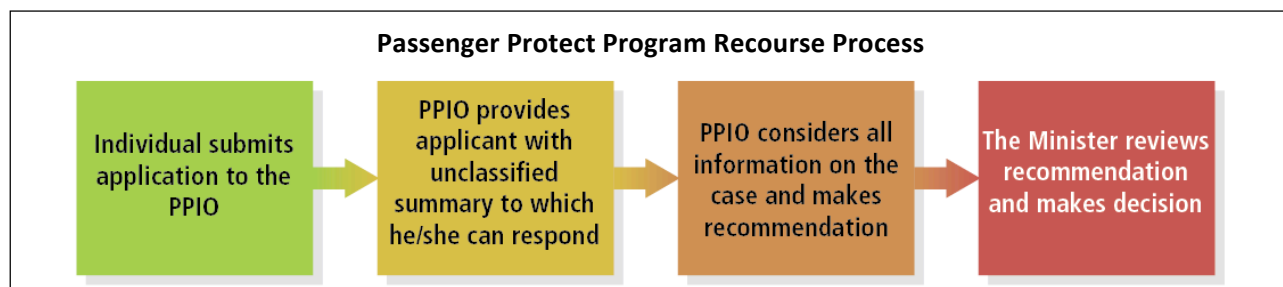 Passenger Protect Program Recourse Process
Individual submits
application to the
PPIO
PPIO provides
applicant with
unclassified
summary to which
he/she can respond
PPIO considers all
information on the
case and makes
recommendation
The Minister reviews
recommendation
and makes decision